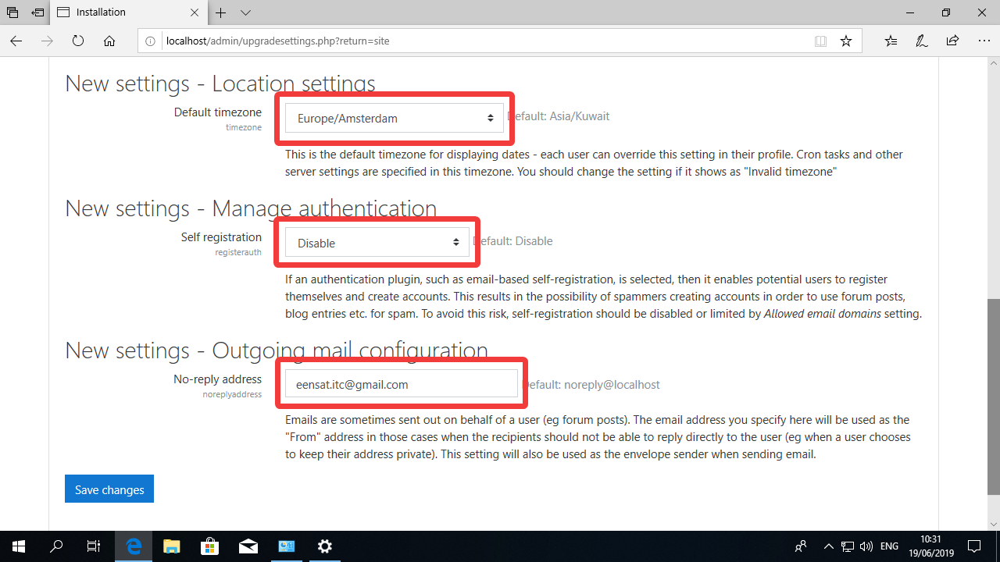 Installation
localhost/admin/upgradesettings.php?return=site
New settings - Location settings
Default timezone
timezone
Europe/Amsterdam
Default: Asia/Kuwait
This is the default timezone for displaying dates - each user can override this setting in their profile. Cron tasks and other
server settings are specified in this timezone. You should change the setting if it shows as "Invalid timezone"
New settings - Manage authentication
Self registration
registerauth
Disable
Default: Disable
If an authentication plugin, such as email-based self-registration, is selected, then it enables potential users to register
themselves and create accounts. This results in the possibility of spammers creating accounts in order to use forum posts,
blog entries etc. for spam. To avoid this risk, self-registration should be disabled or limited by Allowed email domains setting.
New settings - Outgoing mail configuration
No-reply address
noreplyaddress
eensat.itc@gmail.com
Default: noreply@localhost
Emails are sometimes sent out on behalf of a user (eg forum posts). The email address you specify here will be used as the
"From" address in those cases when the recipients should not be able to reply directly to the user (eg when a user chooses
to keep their address private). This setting will also be used as the envelope sender when sending email.
Save changes
ENG
10:31
19/06/2019